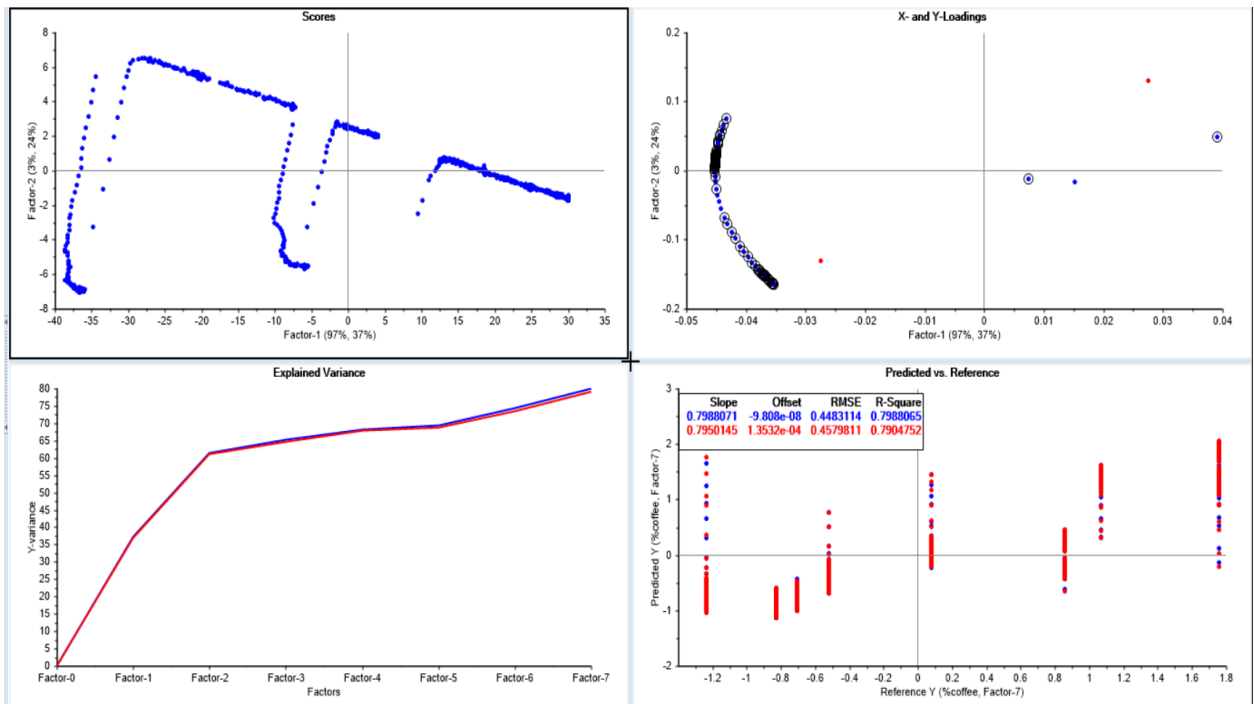 Scores
8
6
4
2
0
-2
-4
-6
-8
Factor-2 (3%, 24%)
-40 -35 -30 -25 -20 -15 -10 -5 0 5 10 15 20 25 30 35
Factor-1 (97%, 37%)
X- and Y-Loadings
0.2
0.1
0
-0.1
-0.2
Factor-2 (3%, 24%)
-0.05 -0.04 -0.03 -0.02 -0.01 0 0.01 0.02 0.03 0.04
Factor-1 (97%, 37%)
Explained Variance
80
75
70
65
60
55
50
45
40
35
30
25
20
15
10
5
0
Y-variance
Factor-0 Factor-1 Factor-2 Factor-3 Factor-4 Factor-5 Factor-6 Factor-7
Factors
Predicted vs. Reference
Slope Offset RMSE R-Square
0.7988071 -9.808e-08 0.4483114 0.7988065
0.7950145 1.3532e-04 0.4579811 0.7904752
3
2
1
0
-1
-2
Predicted Y (%coffee, Factor-7)
-1.2 -1 -0.8 -0.6 -0.4 -0.2 0 0.2 0.4 0.6 0.8 1 1.2 1.4 1.6 1.8
Reference Y (%coffee, Factor-7)